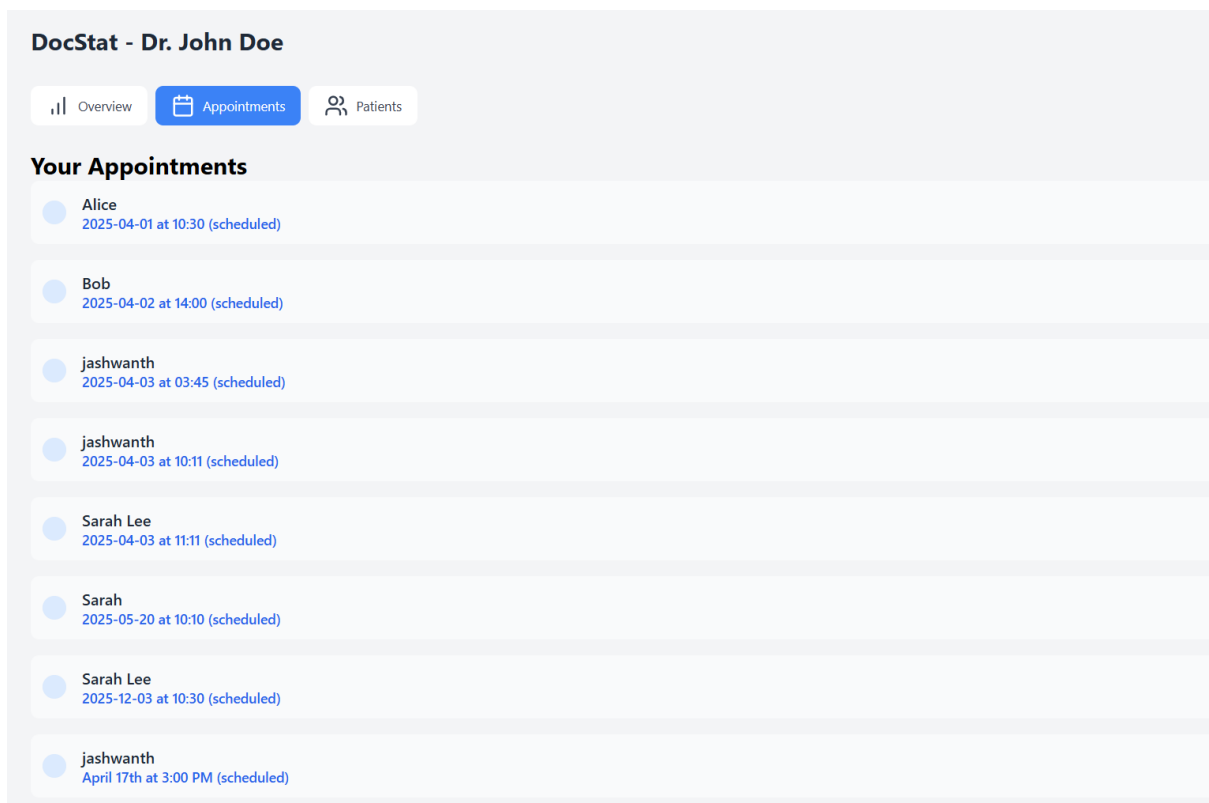 DocStat - Dr. John Doe
Overview
Appointments
Patients
Your Appointments
Alice
2025-04-01 at 10:30 (scheduled)
Bob
2025-04-02 at 14:00 (scheduled)
jashwanth
2025-04-03 at 03:45 (scheduled)
jashwanth
2025-04-03 at 10:11 (scheduled)
Sarah Lee
2025-04-03 at 11:11 (scheduled)
Sarah
2025-05-20 at 10:10 (scheduled)
Sarah Lee
2025-12-03 at 10:30 (scheduled)
jashwanth
April 17th at 3:00 PM (scheduled)